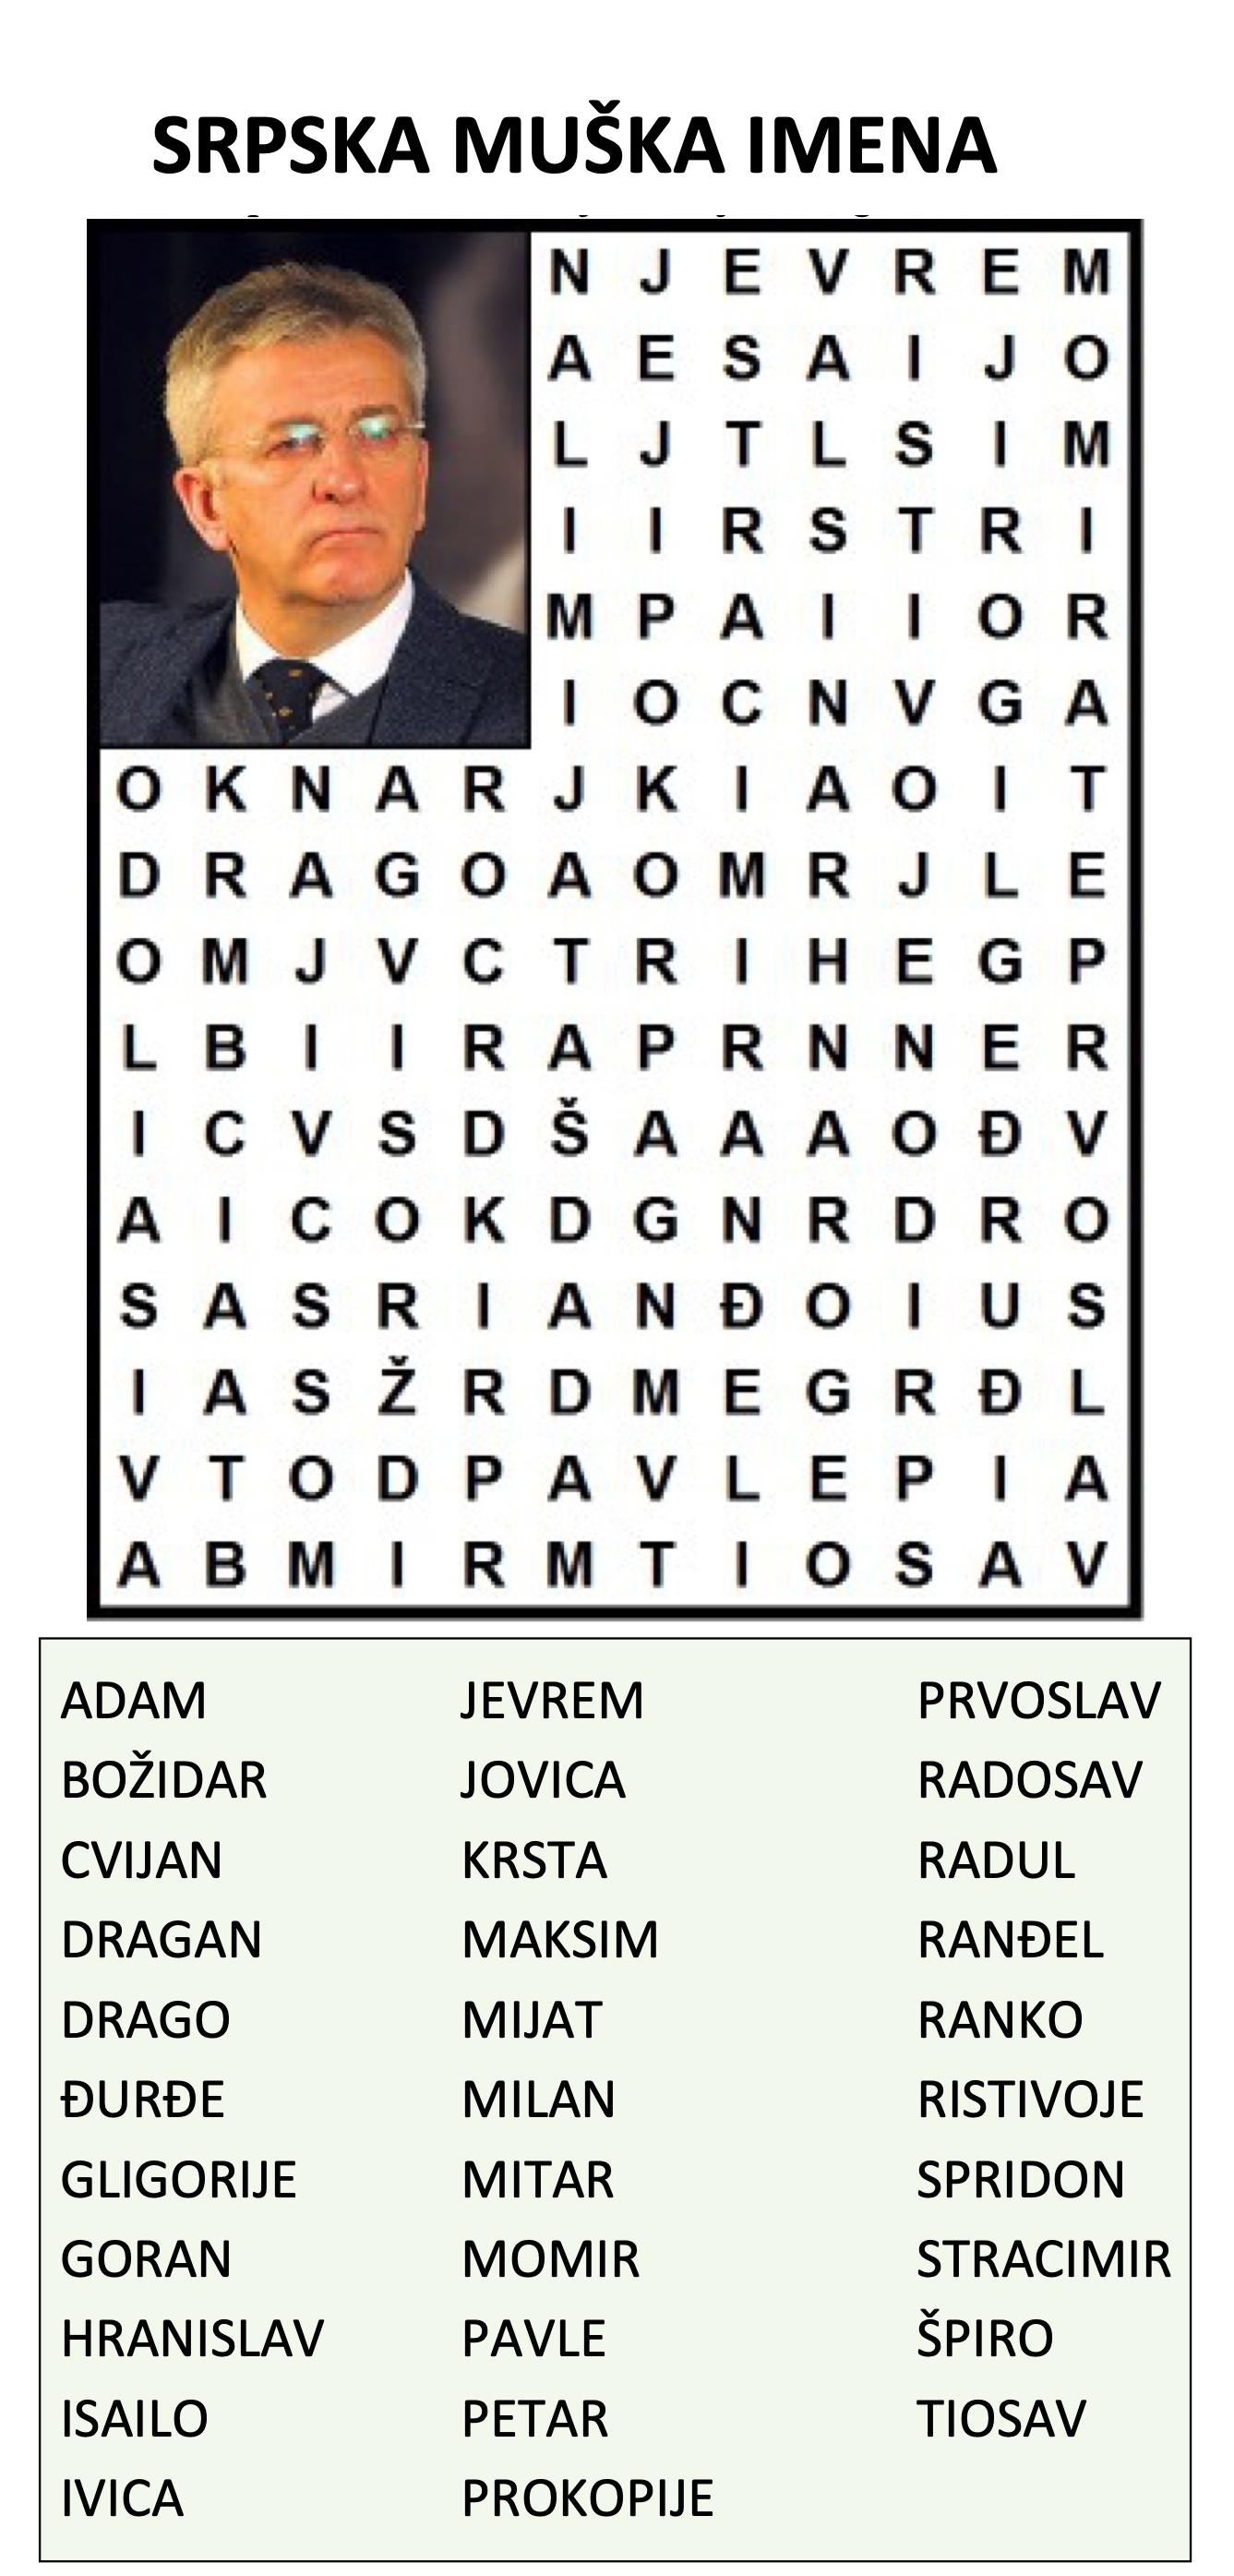 SRPSKA MUŠKA IMENA
N J E V R E M
A E S A I J O
L J T L S I M
I I R S T R I
M P A I I O R
I O C N V G A
O K N A R J K I A O I T
D R A G O A O M R J L E
O M J V C T R I H E G P
L B I I R A P R N N E R
I C V S D Š A A A O Đ V
A I C O K D G N R D R O
S A S R I A N Đ O I U S
I A S Ž R D M E G R Đ L
V T O D P A V L E P I A
A B M I R M T I O S A V
ADAM JEVREM PRVOSLAV
BOŽIDAR JOVICA RADOSAV
CVIJAN KRSTA RADUL
DRAGAN MAKSIM RANĐEL
DRAGO MIJAT RANKO
ĐURĐE MILAN RISTIVOJE
GLIGORIJE MITAR SPRIDON
GORAN MOMIR STRACIMIR
HRANISLAV PAVLE ŠPIRO
ISAILO PETAR TIOSAV
IVICA PROKOPIJE